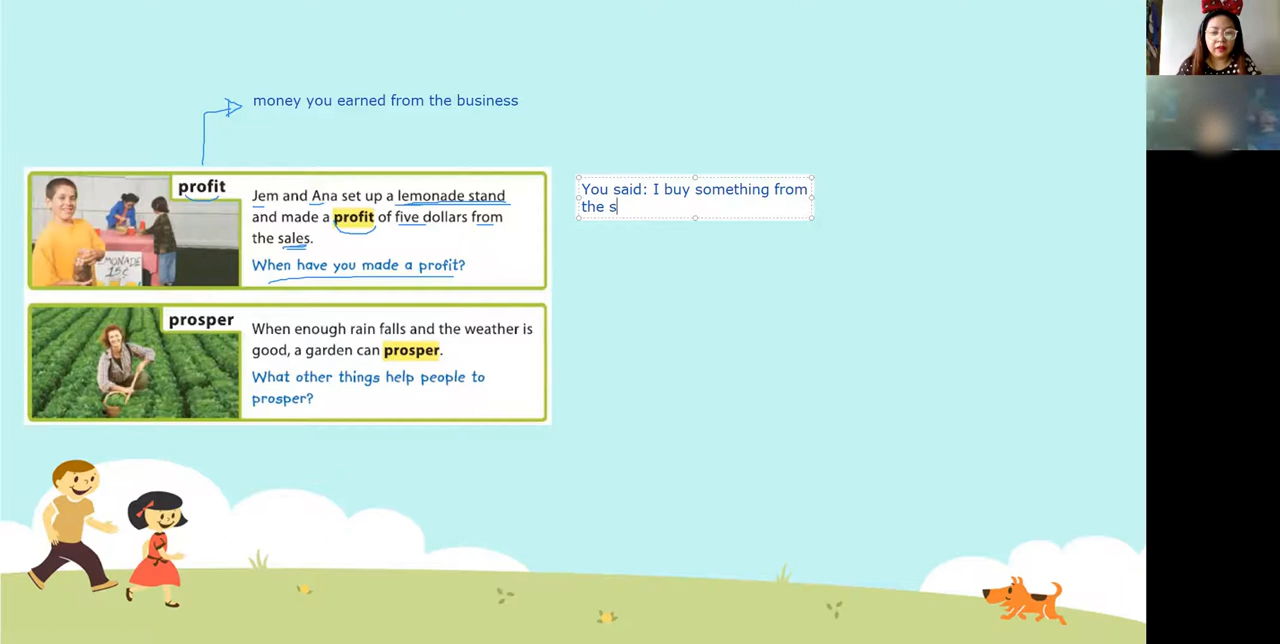 money you earned from the business
profit
Jem and Ana set up a lemonade stand
and made a profit of five dollars from
the sales.
When have you made a profit?
LEMONADE
15¢
You said: I buy something from
the s
prosper
When enough rain falls and the weather is
good, a garden can prosper.
What other things help people to
prosper?